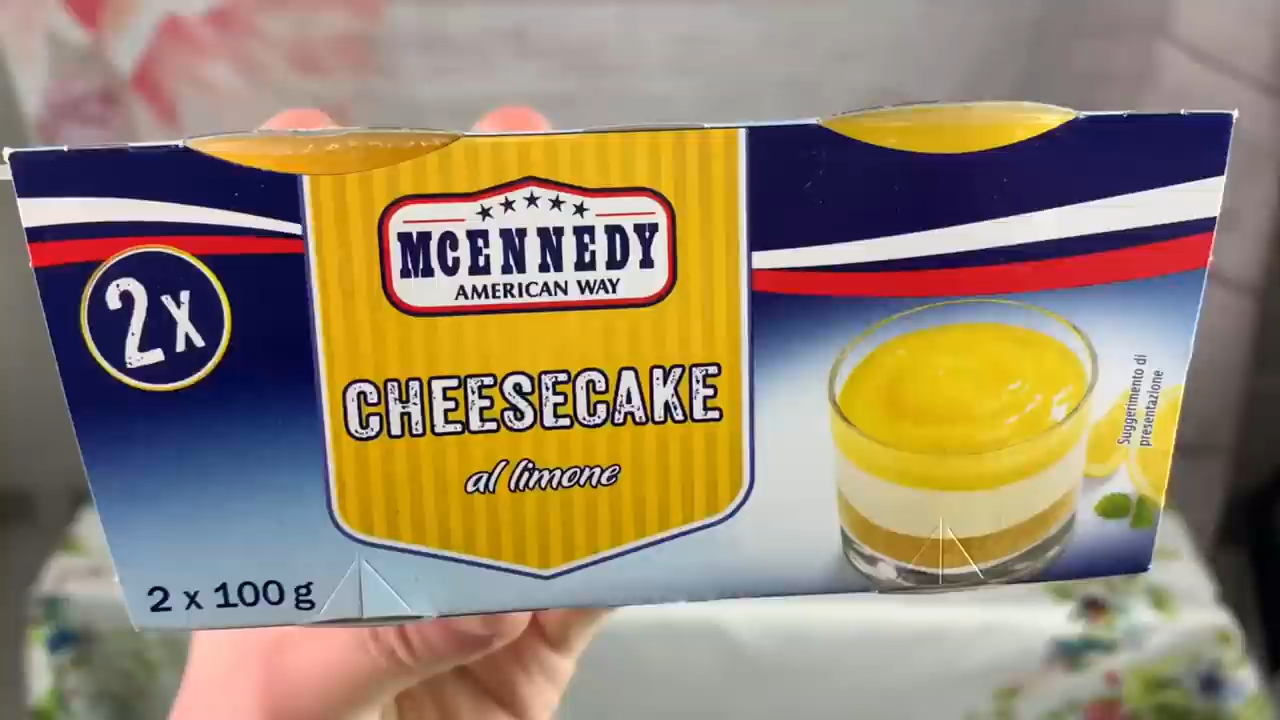 MCENNEDY
AMERICAN WAY
2x
CHEESECAKE
al limone
Suggerimento di
presentazione
2 x 100 g